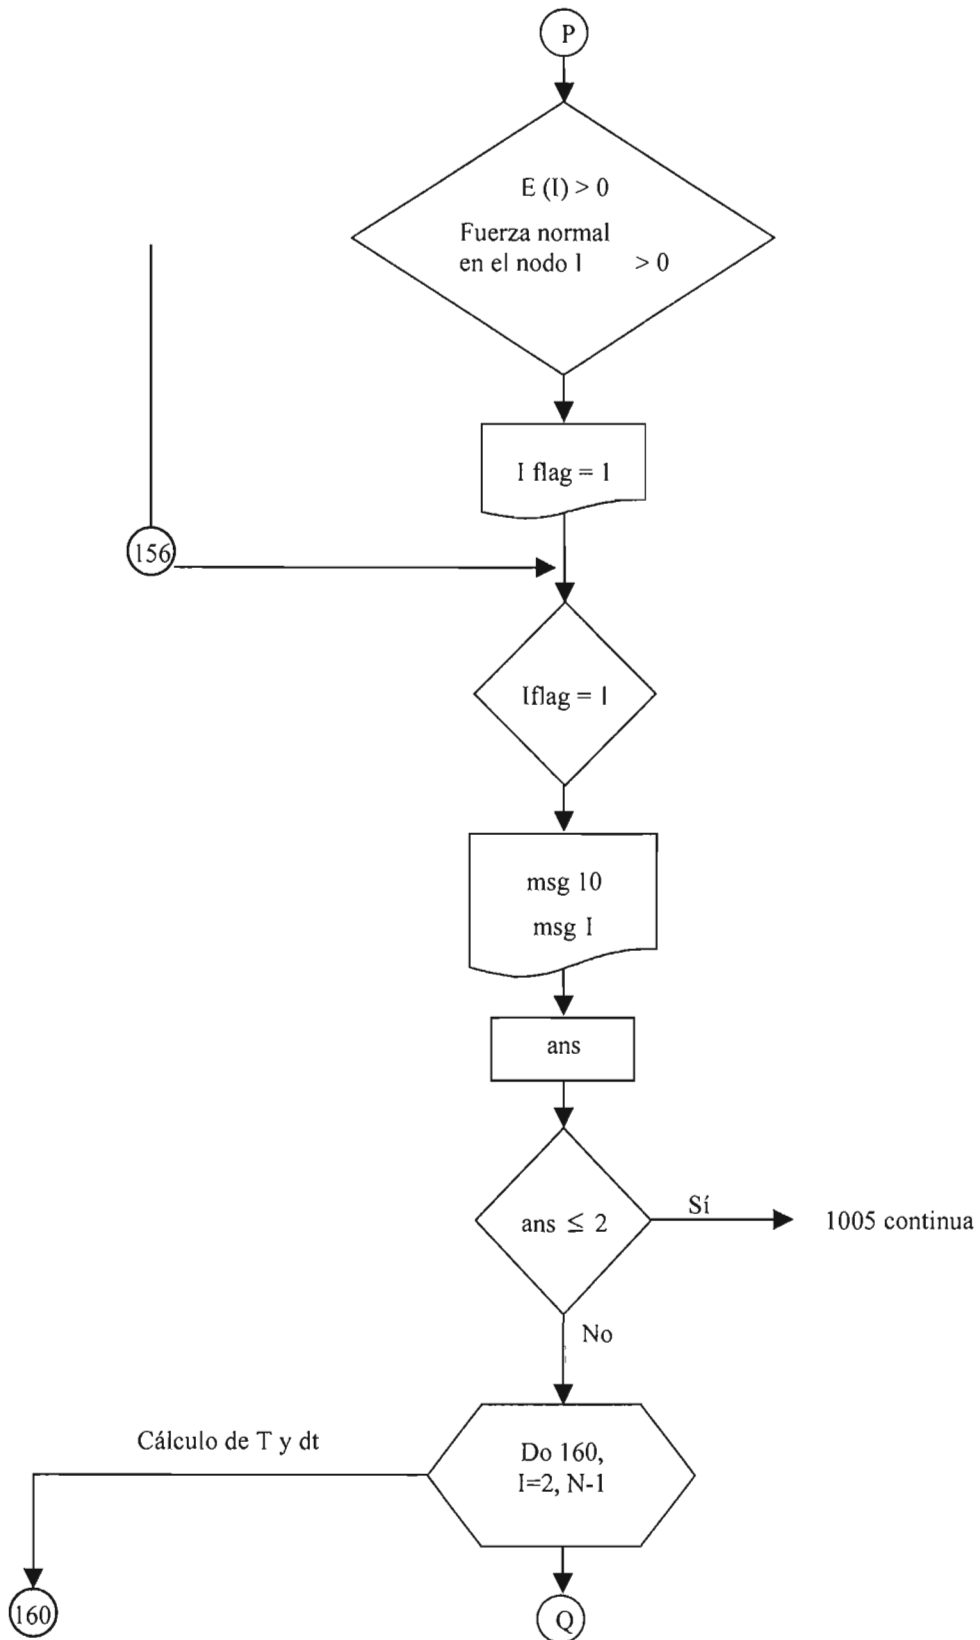 P
E (I) > 0
Fuerza normal
en el nodo I > 0
I flag = 1
156
Iflag = 1
msg 10
msg I
ans
ans ≤ 2
Sí
1005 continua
No
Cálculo de T y dt
Do 160,
I=2, N-1
160
Q